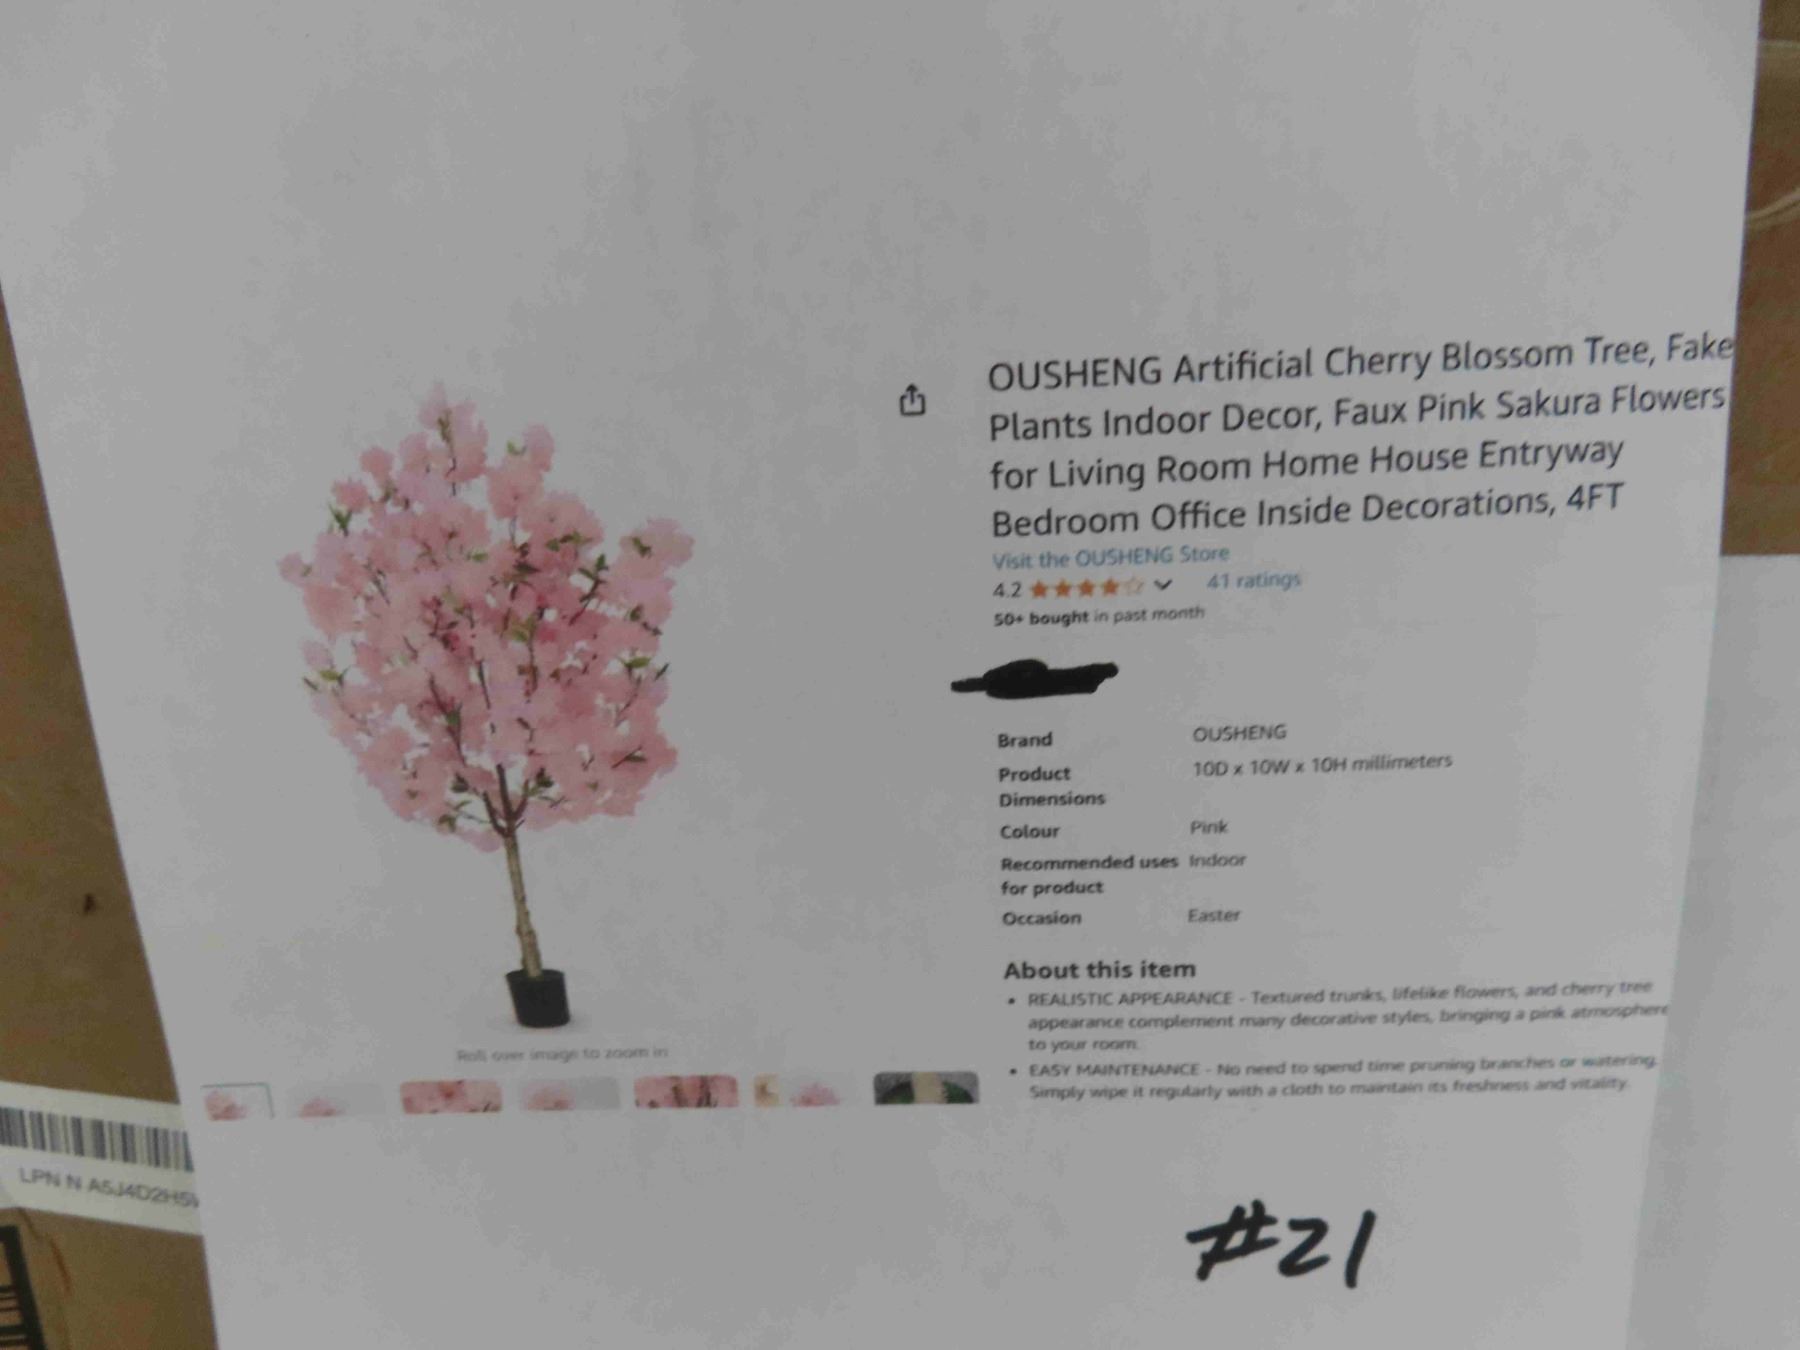 OUSHENG Artificial Cherry Blossom Tree, Fake
Plants Indoor Decor, Faux Pink Sakura Flowers
for Living Room Home House Entryway
Bedroom Office Inside Decorations, 4FT
Visit the OUSHENG Store
4.2 41 ratings
50+ bought in past month
Brand OUSHENG
Product Dimensions 10D x 10W x 10H millimeters
Colour Pink
Recommended uses for product Indoor
Occasion Easter
About this item
• REALISTIC APPEARANCE - Textured trunks, lifelike flowers, and cherry tree
appearance complement many decorative styles, bringing a pink atmosphere
to your room.
• EASY MAINTENANCE - No need to spend time pruning branches or watering.
Simply wipe it regularly with a cloth to maintain its freshness and vitality.
Roll over image to zoom in
LPN N A5J4D2H5
#21